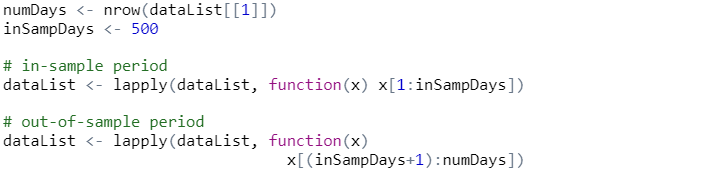 numDays <- nrow(dataList[[1]])
inSampDays <- 500
# in-sample period
dataList <- lapply(dataList, function(x) x[1:inSampDays])
# out-of-sample period
dataList <- lapply(dataList, function(x)
x[(inSampDays+1):numDays])